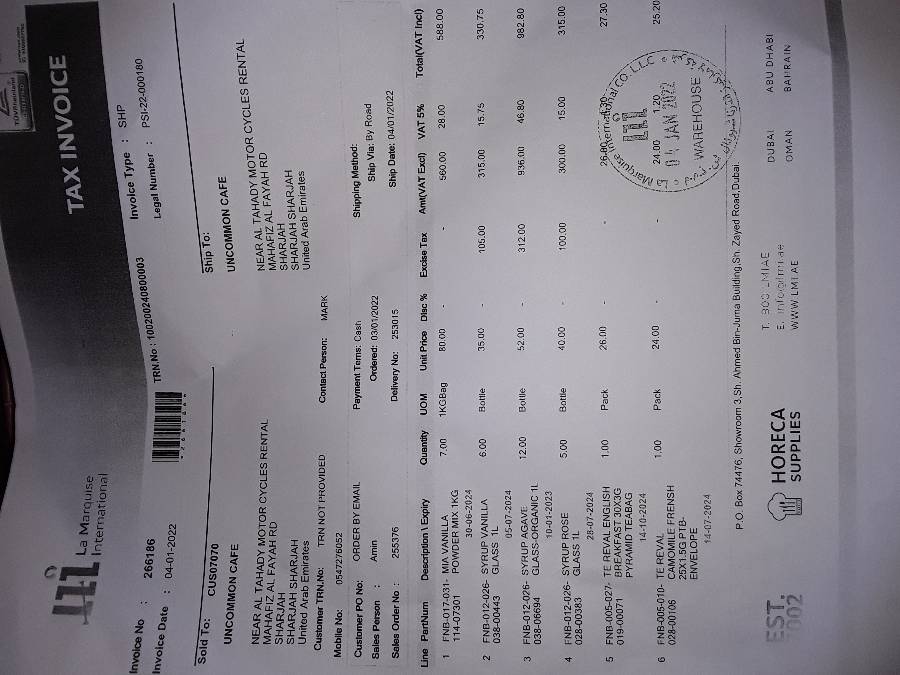 La Marquise
International
TAX INVOICE
Invoice No : 266186
TRN.No : 100200240800003
Invoice Type : SHP
Invoice Date : 04-01-2022
Legal Number : PSI-22-000180
Sold To: CUS07070
Ship To:
UNCOMMON CAFE
UNCOMMON CAFE
NEAR AL TAHADY MOTOR CYCLES RENTAL
MAHAFIZ AL FAYAH RD
SHARJAH
SHARJAH SHARJAH
United Arab Emirates
NEAR AL TAHADY MOTOR CYCLES RENTAL
MAHAFIZ AL FAYAH RD
SHARJAH
SHARJAH SHARJAH
United Arab Emirates
Customer TRN.No: TRN NOT PROVIDED
Contact Person: MARK
Mobile No: 0547276052
Customer PO No: ORDER BY EMAIL
Payment Tems: Cash
Shipping Method:
Sales Person : Amin
Ordered: 03/01/2022
Ship Via: By Road
Sales Order No : 255376
Delivery No: 253015
Ship Date: 04/01/2022
Line PartNum Description \ Expiry Quantity UOM Unit Price Disc % Excise Tax Amt(VAT Excl) VAT 5% Total(VAT Incl)
1 FNB-017-031- MIA VANILLA 7.00 1KGBag 80.00 - - 560.00 28.00 588.00
114-07301 POWDER MIX 1KG
30-06-2024
2 FNB-012-026- SYRUP VANILLA 6.00 Bottle 35.00 - 105.00 315.00 15.75 330.75
038-00443 GLASS 1L
05-07-2024
3 FNB-012-026- SYRUP AGAVE 12.00 Bottle 52.00 - 312.00 936.00 46.80 982.80
038-06694 GLASS-ORGANIC 1L
10-01-2023
4 FNB-012-026- SYRUP ROSE 5.00 Bottle 40.00 - 100.00 300.00 15.00 315.00
028-00383 GLASS 1L
28-07-2024
5 FNB-005-027- TE REVAL ENGLISH 1.00 Pack 26.00 - - 26.00 1.30 27.30
019-00071 BREAKFAST 30X3G
PYRAMID TEABAG
14-10-2024
6 FNB-005-010- TE REVAL 1.00 Pack 24.00 - - 24.00 1.20 25.20
028-00106 CAMOMILE FRENSH
25X1.5G PTB-
ENVELOPE
14-07-2024
La Marquise International CO. LLC
04 JAN 2022
WAREHOUSE
P.O. Box 74476, Showroom 3,Sh. Ahmed Bin-Juma Building,Sh. Zayed Road,Dubai.
EST.
2002
HORECA
SUPPLIES
T. 800 LMIAE
E. info@lmi.ae
WWW.LMI.AE
DUBAI ABU DHABI
OMAN BAHRAIN